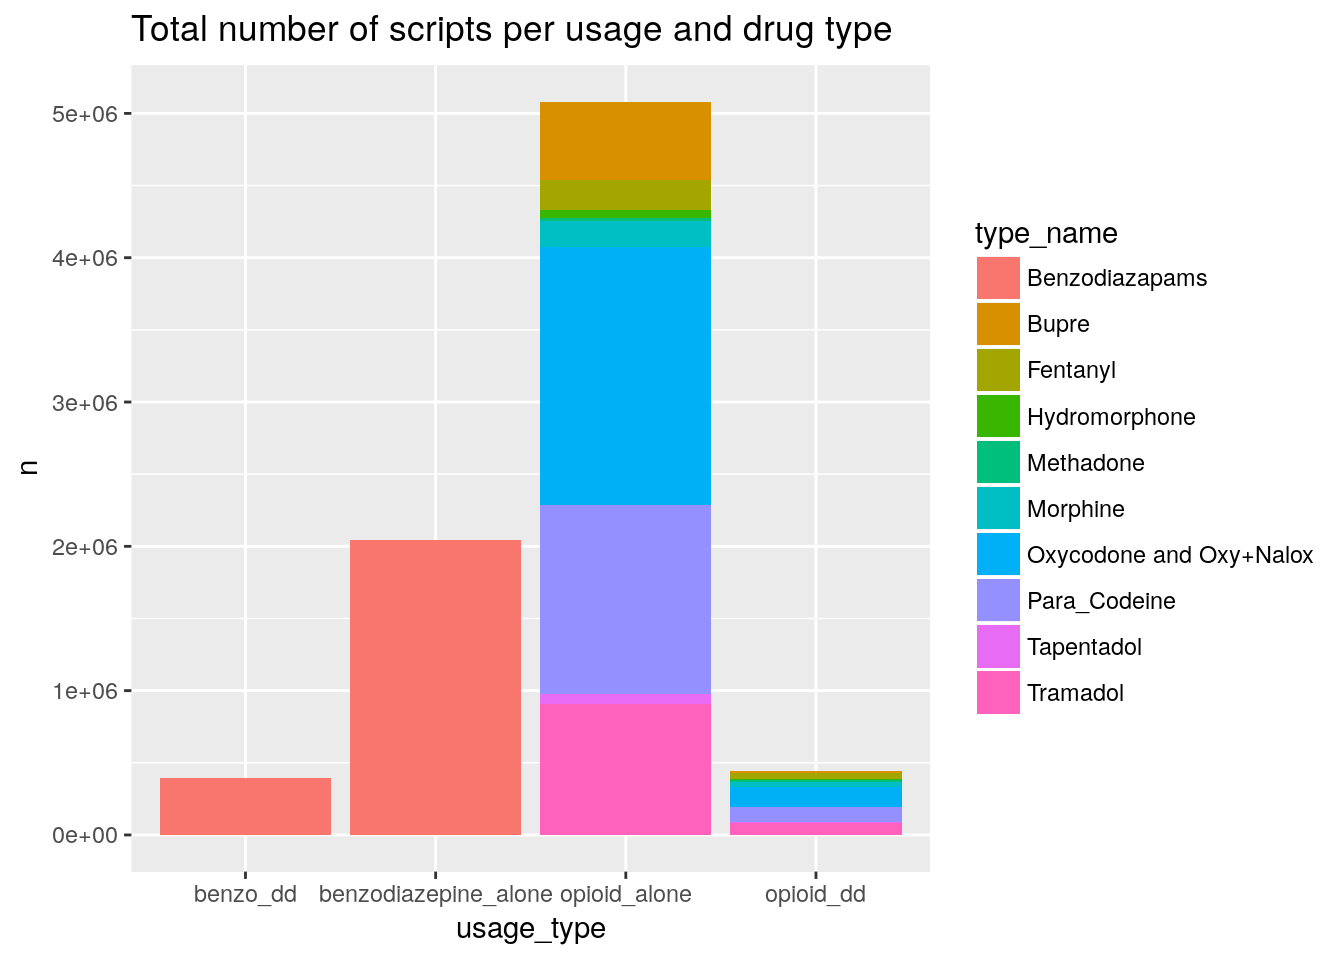 Total number of scripts per usage and drug type
5e+06
4e+06
3e+06
2e+06
1e+06
0e+00
n
benzo_dd
benzodiazepine_alone
opioid_alone
opioid_dd
usage_type
type_name
Benzodiazapams
Bupre
Fentanyl
Hydromorphone
Methadone
Morphine
Oxycodone and Oxy+Nalox
Para_Codeine
Tapentadol
Tramadol